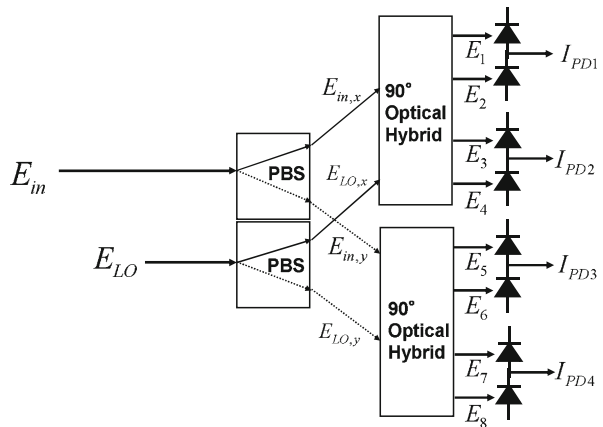 E_in
E_LO
PBS
PBS
E_in,x
E_LO,x
E_in,y
E_LO,y
90°
Optical
Hybrid
90°
Optical
Hybrid
E_1
E_2
E_3
E_4
E_5
E_6
E_7
E_8
I_PD1
I_PD2
I_PD3
I_PD4